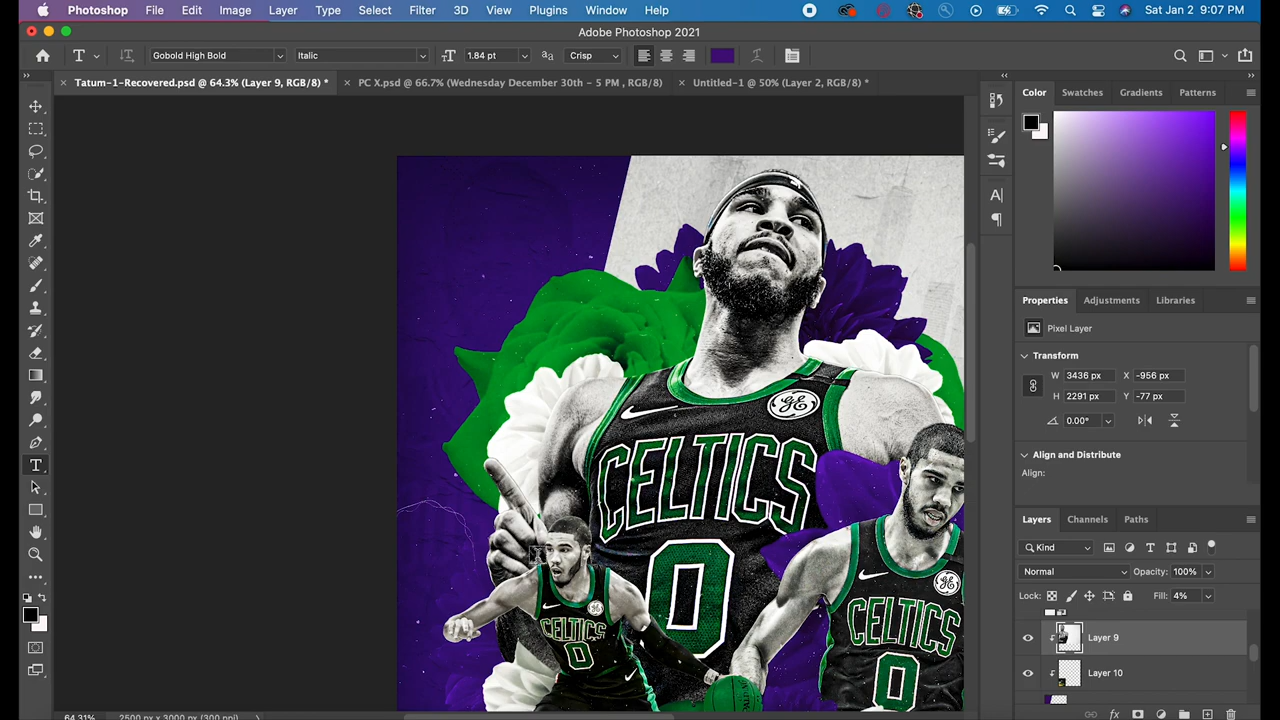 Photoshop File Edit Image Layer Type Select Filter 3D View Plugins Window Help Sat Jan 2 9:07 PM
Adobe Photoshop 2021
Gobold High Bold Italic 1.84 pt Crisp
Tatum-1-Recovered.psd @ 64.3% (Layer 9, RGB/8) * PC X.psd @ 66.7% (Wednesday December 30th - 5 PM , RGB/8) Untitled-1 @ 50% (Layer 2, RGB/8) *
Color Swatches Gradients Patterns
Properties Adjustments Libraries
Pixel Layer
Transform
W 3436 px X -956 px
H 2291 px Y -77 px
0.00°
Align and Distribute
Align:
Layers Channels Paths
Kind
Normal Opacity: 100%
Lock: Fill: 4%
Layer 9
Layer 10
GE
CELTICS
0
GE
CELTICS
0
CELTICS
0
64.31% 2500 px x 3000 px (300 ppi)